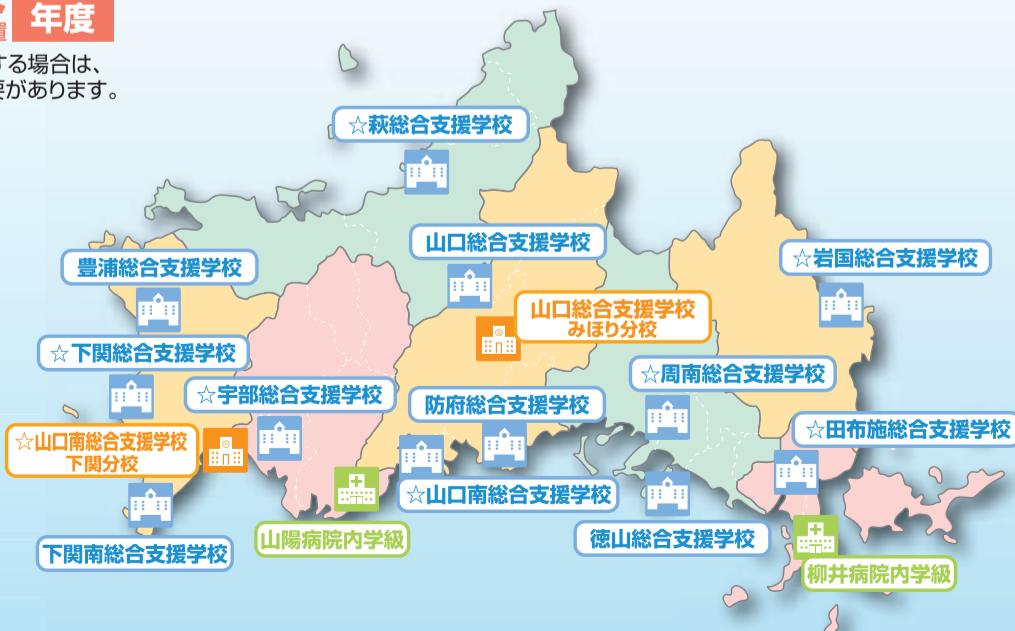 年度
する場合は、
要があります。
☆萩総合支援学校
山口総合支援学校
豊浦総合支援学校
☆岩国総合支援学校
山口総合支援学校
みほり分校
☆下関総合支援学校
☆周南総合支援学校
☆宇部総合支援学校
防府総合支援学校
☆田布施総合支援学校
☆山口南総合支援学校
下関分校
☆山口南総合支援学校
山陽病院内学級
徳山総合支援学校
下関南総合支援学校
柳井病院内学級